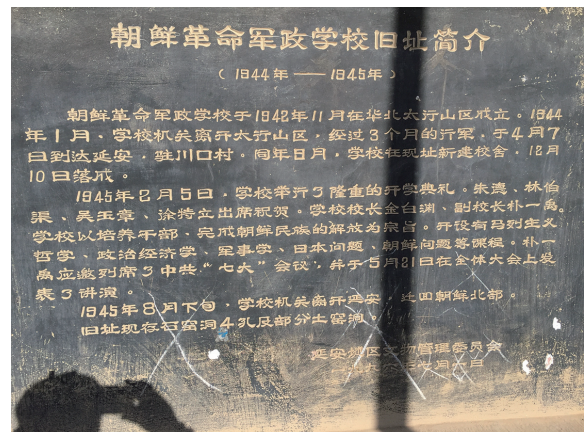 朝鲜革命军政学校旧址简介
（1944年——1945年）
朝鲜革命军政学校于1942年11月在华北太行山区成立。1944
年1月，学校机关离开太行山区，经过3个月的行军，于4月7
日到达延安，驻川口村。同年9月，学校在现址新建校舍，12月
10日落成。
1945年2月5日，学校举行了隆重的开学典礼。朱德、林伯
渠、吴玉章、徐特立出席祝贺。学校校长金白渊、副校长朴一禹。
学校以培养干部、完成朝鲜民族的解放为宗旨。开设有马列主义
哲学、政治经济学、军事学、日本问题、朝鲜问题等课程。朴一
禹应邀列席了中共“七大”会议，并于5月21日在全体大会上发
表了讲演。
1945年8月下旬，学校机关离开延安，迁回朝鲜北部。
旧址现存石窑洞4孔及部分土窑洞。
延安 区文物管理委员会